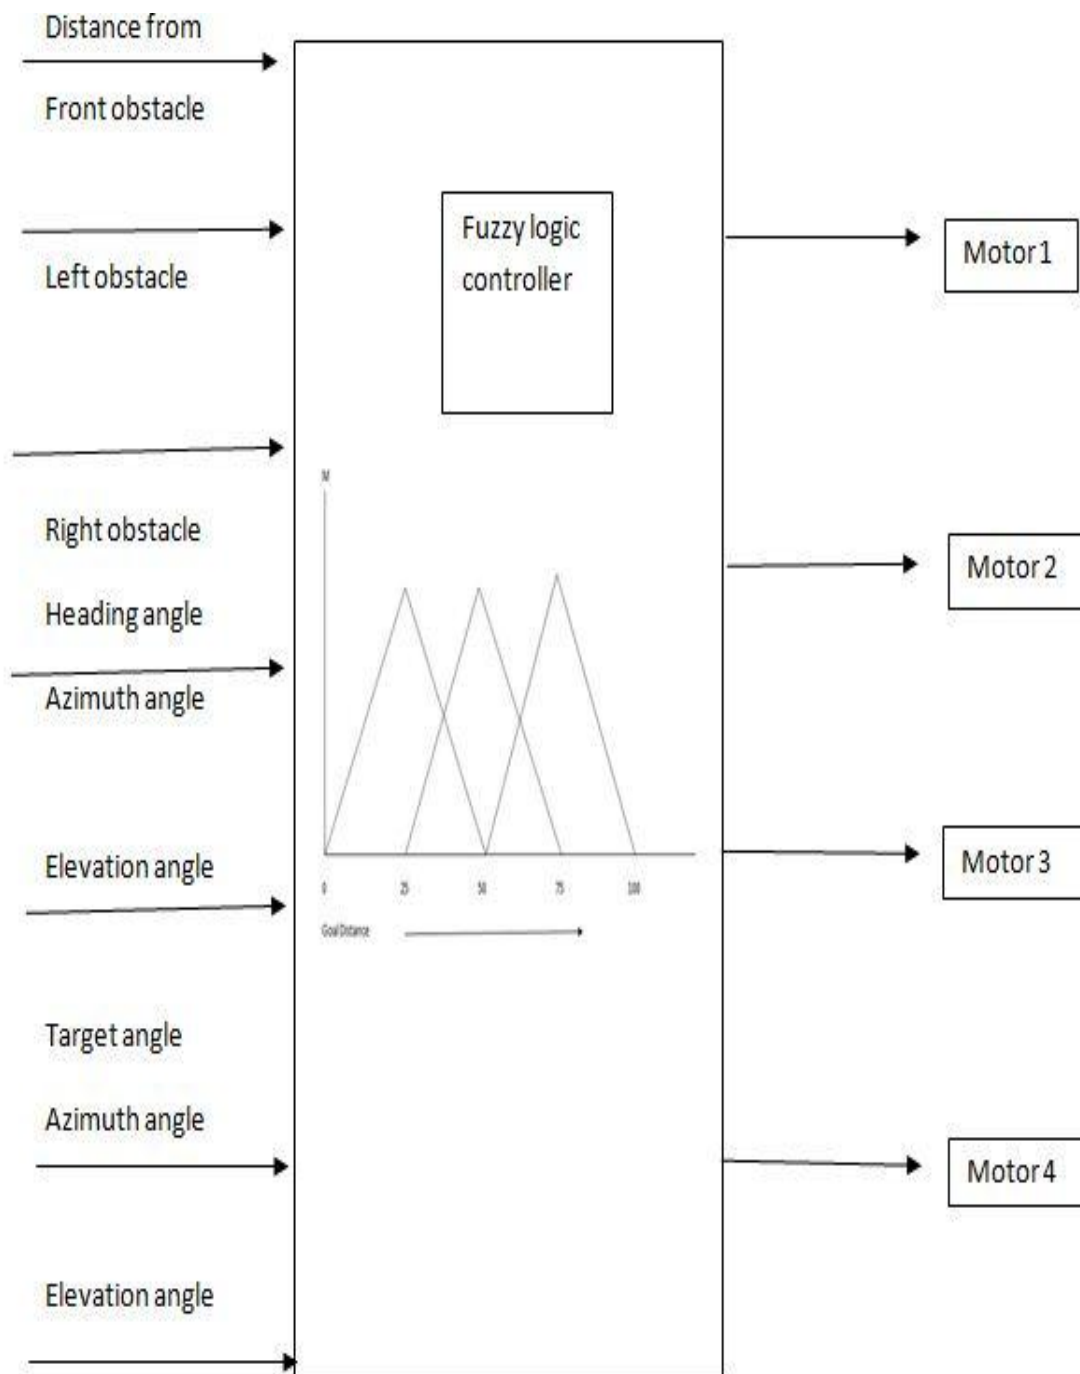 Distance from
Front obstacle
Left obstacle
Right obstacle
Heading angle
Azimuth angle
Elevation angle
Target angle
Azimuth angle
Elevation angle
Fuzzy logic
controller
M
0 25 50 75 100
Goal Distance
Motor 1
Motor 2
Motor 3
Motor 4